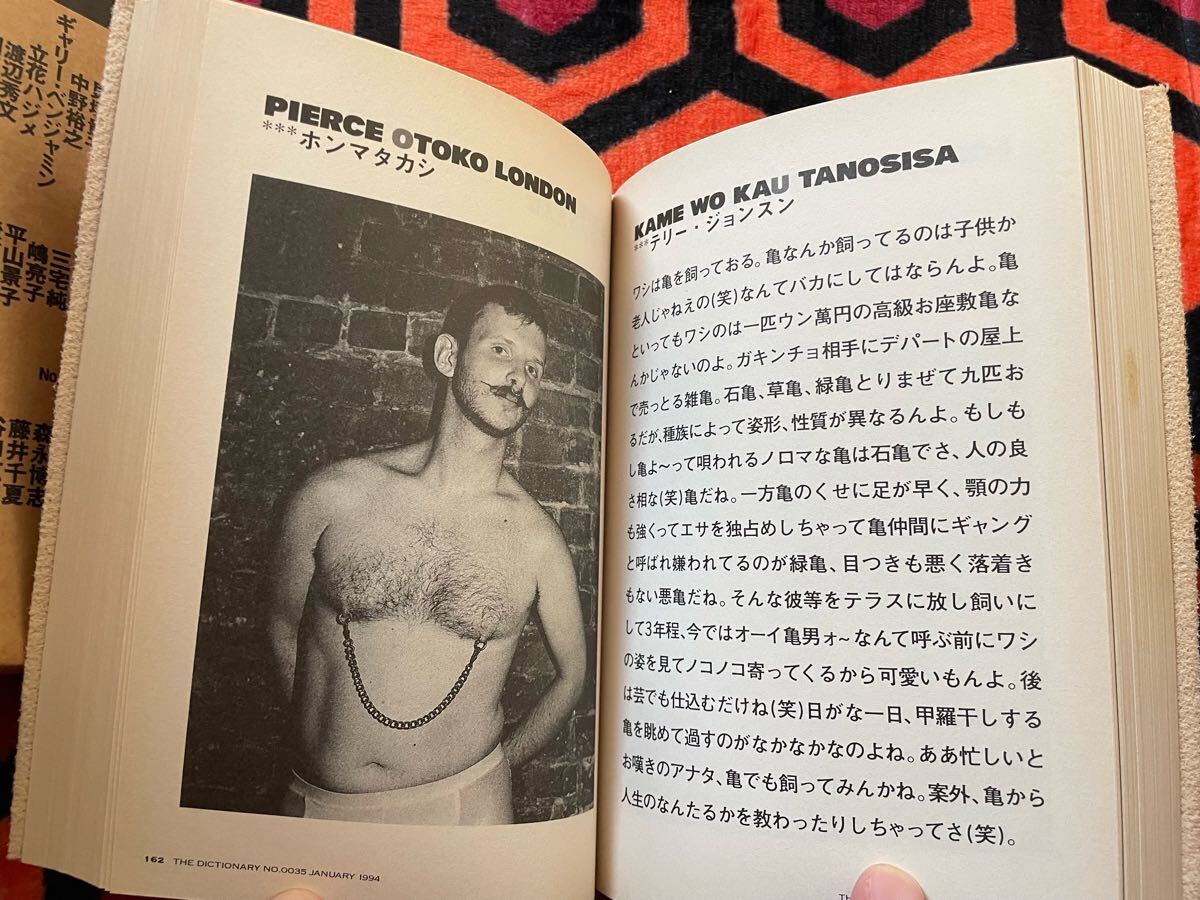 ギャリー・ベンジャミン
中野裕之
立花ハジメ
渡辺秀文
三宅純
嶋亮子
平山景子
No
森永博志
藤井千夏
PIERCE OTOKO LONDON
***ホンマタカシ
162 THE DICTIONARY NO.0035 JANUARY 1994
KAME WO KAU TANOSISA
***テリー・ジョンスン
ワシは亀を飼っておる。亀なんか飼ってるのは子供か
老人じゃねえの(笑)なんてバカにしてはならんよ。亀
といってもワシのは一匹ウン萬円の高級お座敷亀な
んかじゃないのよ。ガキンチョ相手にデパートの屋上
で売っとる雑亀。石亀、草亀、緑亀とりまぜて九匹お
るだが、種族によって姿形、性質が異なるんよ。もしも
し亀よ〜って唄われるノロマな亀は石亀でさ、人の良
さ相な(笑)亀だね。一方亀のくせに足が早く、顎の力
も強くってエサを独占めしちゃって亀仲間にギャング
と呼ばれ嫌われてるのが緑亀、目つきも悪く落着き
もない悪亀だね。そんな彼等をテラスに放し飼いに
して3年程、今ではオーイ亀男ォ〜なんて呼ぶ前にワシ
の姿を見てノコノコ寄ってくるから可愛いもんよ。後
は芸でも仕込むだけね(笑)日がな一日、甲羅干しする
亀を眺めて過すのがなかなかなのよね。ああ忙しいと
お嘆きのアナタ、亀でも飼ってみんかね。案外、亀から
人生のなんたるかを教わったりしちゃってさ(笑)。